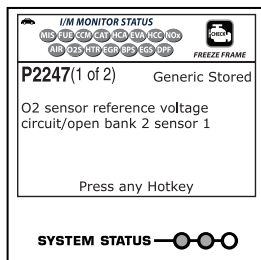 I/M MONITOR STATUS
MIS FUE CCM CAT HCA EVA HCC NOx
AIR O2S HTR EGR BPS EGS DPF
CHECK
FREEZE FRAME
P2247(1 of 2) Generic Stored
O2 sensor reference voltage
circuit/open bank 2 sensor 1
Press any Hotkey
SYSTEM STATUS